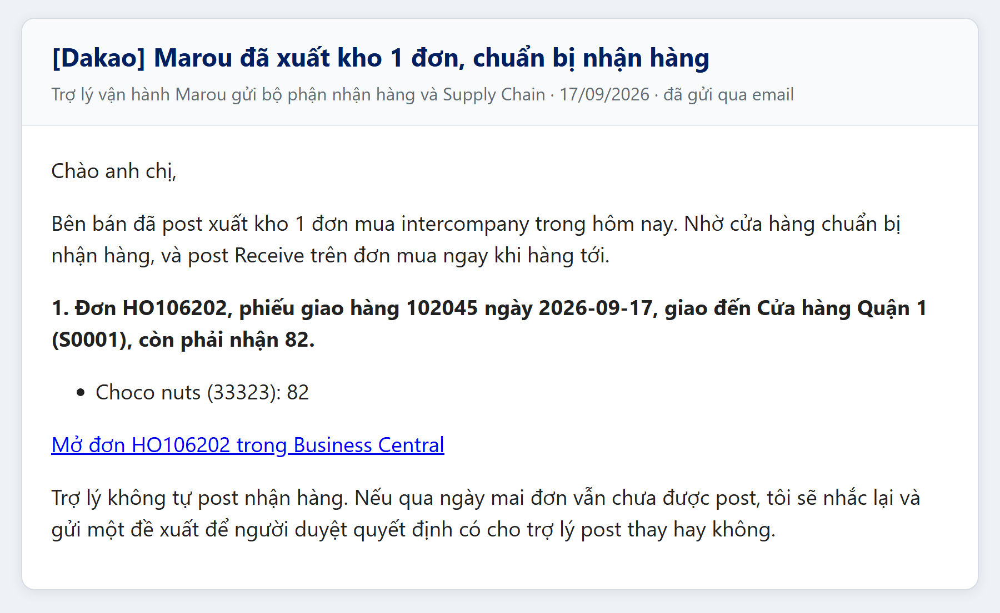 [Dakao] Marou đã xuất kho 1 đơn, chuẩn bị nhận hàng
Trợ lý vận hành Marou gửi bộ phận nhận hàng và Supply Chain · 17/09/2026 · đã gửi qua email
Chào anh chị,
Bên bán đã post xuất kho 1 đơn mua intercompany trong hôm nay. Nhờ cửa hàng chuẩn bị
nhận hàng, và post Receive trên đơn mua ngay khi hàng tới.
1. Đơn HO106202, phiếu giao hàng 102045 ngày 2026-09-17, giao đến Cửa hàng Quận 1
(S0001), còn phải nhận 82.
• Choco nuts (33323): 82
Mở đơn HO106202 trong Business Central
Trợ lý không tự post nhận hàng. Nếu qua ngày mai đơn vẫn chưa được post, tôi sẽ nhắc lại và
gửi một đề xuất để người duyệt quyết định có cho trợ lý post thay hay không.